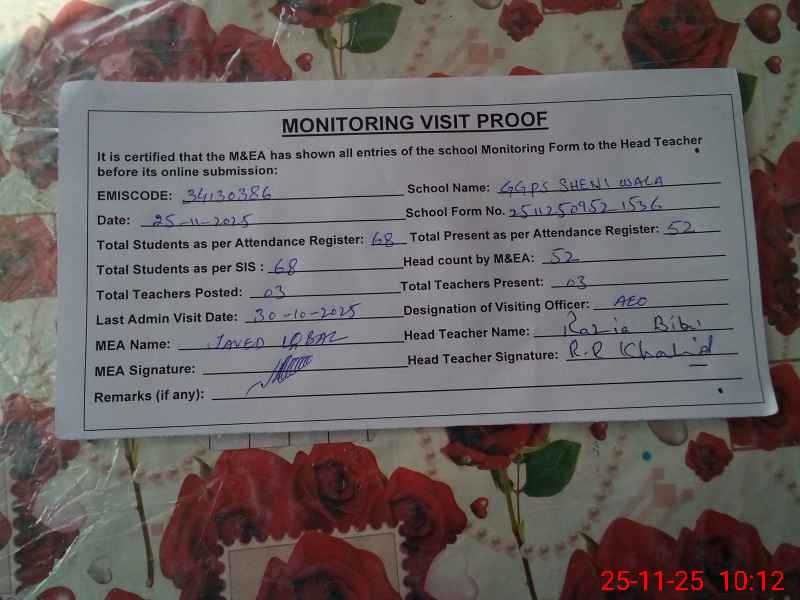 MONITORING VISIT PROOF
It is certified that the M&EA has shown all entries of the school Monitoring Form to the Head Teacher
before its online submission:
EMISCODE: 34130386 School Name: GGPS SHENI WALA
Date: 25-11-2025 School Form No. 2511250952 1536
Total Students as per Attendance Register: 68 Total Present as per Attendance Register: 52
Total Students as per SIS : 68 Head count by M&EA: 52
Total Teachers Posted: 03 Total Teachers Present: 03
Last Admin Visit Date: 30-10-2025 Designation of Visiting Officer: AEO
MEA Name: JAVED IQBAL Head Teacher Name: Razia Bibi
MEA Signature: Head Teacher Signature: R.R Khalid
Remarks (if any):
25-11-25 10:12